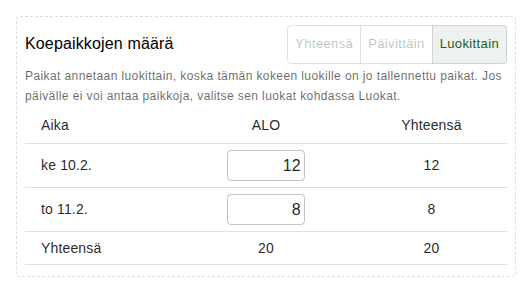 Koepaikkojen määrä
Yhteensä Päivittäin Luokittain
Paikat annetaan luokittain, koska tämän kokeen luokille on jo tallennettu paikat. Jos
päivälle ei voi antaa paikkoja, valitse sen luokat kohdassa Luokat.
Aika ALO Yhteensä
ke 10.2. 12 12
to 11.2. 8 8
Yhteensä 20 20